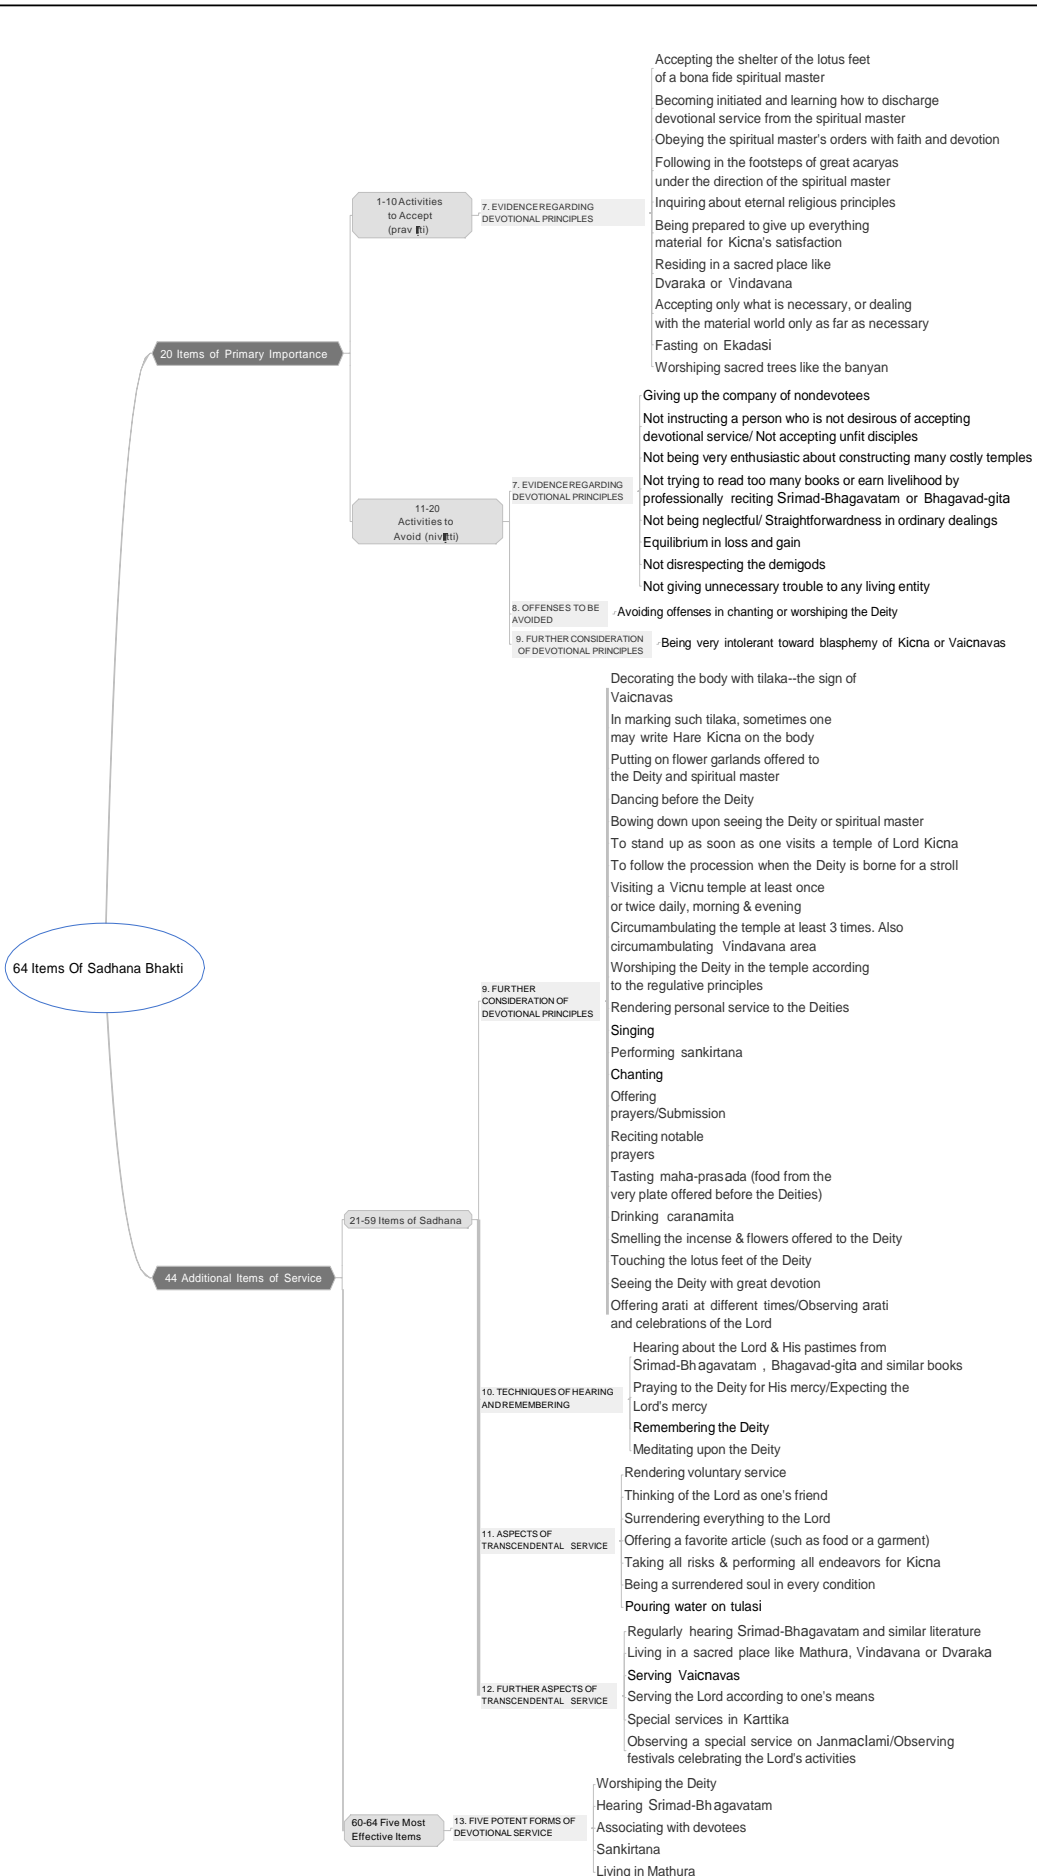 Accepting the shelter of the lotus feet
of a bona fide spiritual master
Becoming initiated and learning how to discharge
devotional service from the spiritual master
Obeying the spiritual master's orders with faith and devotion
Following in the footsteps of great acaryas
under the direction of the spiritual master
1-10 Activities
to Accept
7. EVIDENCE REGARDING
DEVOTIONAL PRINCIPLES
Inquiring about eternal religious principles
Being prepared to give up everything
material for Kicna's satisfaction
Residing in a sacred place like
Dvaraka or Vindavana
Accepting only what is necessary, or dealing
with the material world only as far as necessary
Fasting on Ekadasi
Worshiping sacred trees like the banyan
20 Items of Primary Importance
Giving up the company of nondevotees
Not instructing a person who is not desirous of accepting
devotional service/ Not accepting unfit disciples
Not being very enthusiastic about constructing many costly temples
7. EVIDENCE REGARDING
DEVOTIONAL PRINCIPLES
Not trying to read too many books or earn livelihood by
professionally reciting Srimad-Bhagavatam or Bhagavad-gita
11-20
Activities to
Avoid
Not being neglectful/ Straightforwardness in ordinary dealings
Equilibrium in loss and gain
Not disrespecting the demigods
Not giving unnecessary trouble to any living entity
8. OFFENSES TO BE
AVOIDED
Avoiding offenses in chanting or worshiping the Deity
9. FURTHER CONSIDERATION
OF DEVOTIONAL PRINCIPLES
Being very intolerant toward blasphemy of Kicna or Vaicnavas
Decorating the body with tilaka--the sign of
Vaicnavas
In marking such tilaka, sometimes one
may write Hare Kicna on the body
Putting on flower garlands offered to
the Deity and spiritual master
Dancing before the Deity
Bowing down upon seeing the Deity or spiritual master
To stand up as soon as one visits a temple of Lord Kicna
To follow the procession when the Deity is borne for a stroll
Visiting a Vicnu temple at least once
or twice daily, morning & evening
Circumambulating the temple at least 3 times. Also
circumambulating Vindavana area
64 Items Of Sadhana Bhakti
Worshiping the Deity in the temple according
to the regulative principles
9. FURTHER
CONSIDERATION OF
DEVOTIONAL PRINCIPLES
Rendering personal service to the Deities
Singing
Performing sankirtana
Chanting
Offering
prayers/Submission
Reciting notable
prayers
Tasting maha-prasada (food from the
very plate offered before the Deities)
Drinking caranamita
21-59 Items of Sadhana
Smelling the incense & flowers offered to the Deity
Touching the lotus feet of the Deity
44 Additional Items of Service
Seeing the Deity with great devotion
Offering arati at different times/Observing arati
and celebrations of the Lord
Hearing about the Lord & His pastimes from
Srimad-Bhagavatam , Bhagavad-gita and similar books
10. TECHNIQUES OF HEARING
AND REMEMBERING
Praying to the Deity for His mercy/Expecting the
Lord's mercy
Remembering the Deity
Meditating upon the Deity
Rendering voluntary service
Thinking of the Lord as one's friend
Surrendering everything to the Lord
11. ASPECTS OF
TRANSCENDENTAL SERVICE
Offering a favorite article (such as food or a garment)
Taking all risks & performing all endeavors for Kicna
Being a surrendered soul in every condition
Pouring water on tulasi
Regularly hearing Srimad-Bhagavatam and similar literature
Living in a sacred place like Mathura, Vindavana or Dvaraka
Serving Vaicnavas
12. FURTHER ASPECTS OF
TRANSCENDENTAL SERVICE
Serving the Lord according to one's means
Special services in Karttika
Observing a special service on Janmaclami/Observing
festivals celebrating the Lord's activities
60-64 Five Most
Effective Items
13. FIVE POTENT FORMS OF
DEVOTIONAL SERVICE
Worshiping the Deity
Hearing Srimad-Bhagavatam
Associating with devotees
Sankirtana
Living in Mathura